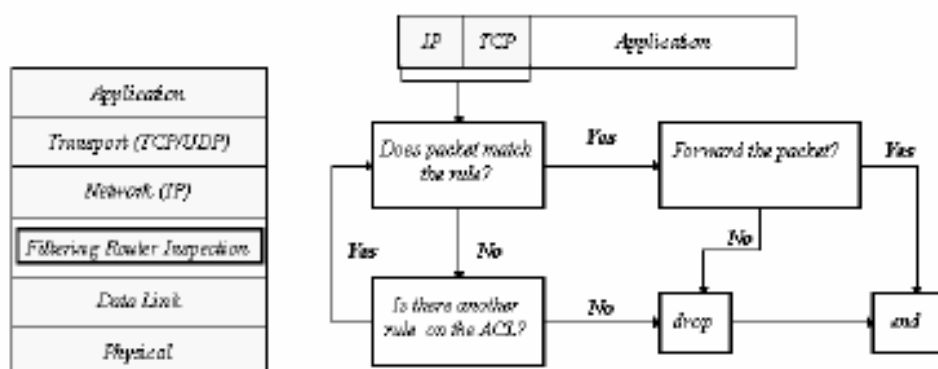 IP TCP Application
Application
Transport (TCP/UDP)
Network (IP)
Filtering Router Inspection
Data Link
Physical
Does packet match
the rule?
Yes
Forward the packet?
Yes
Yes
No
No
Is there another
rule on the ACL?
No
drop
end